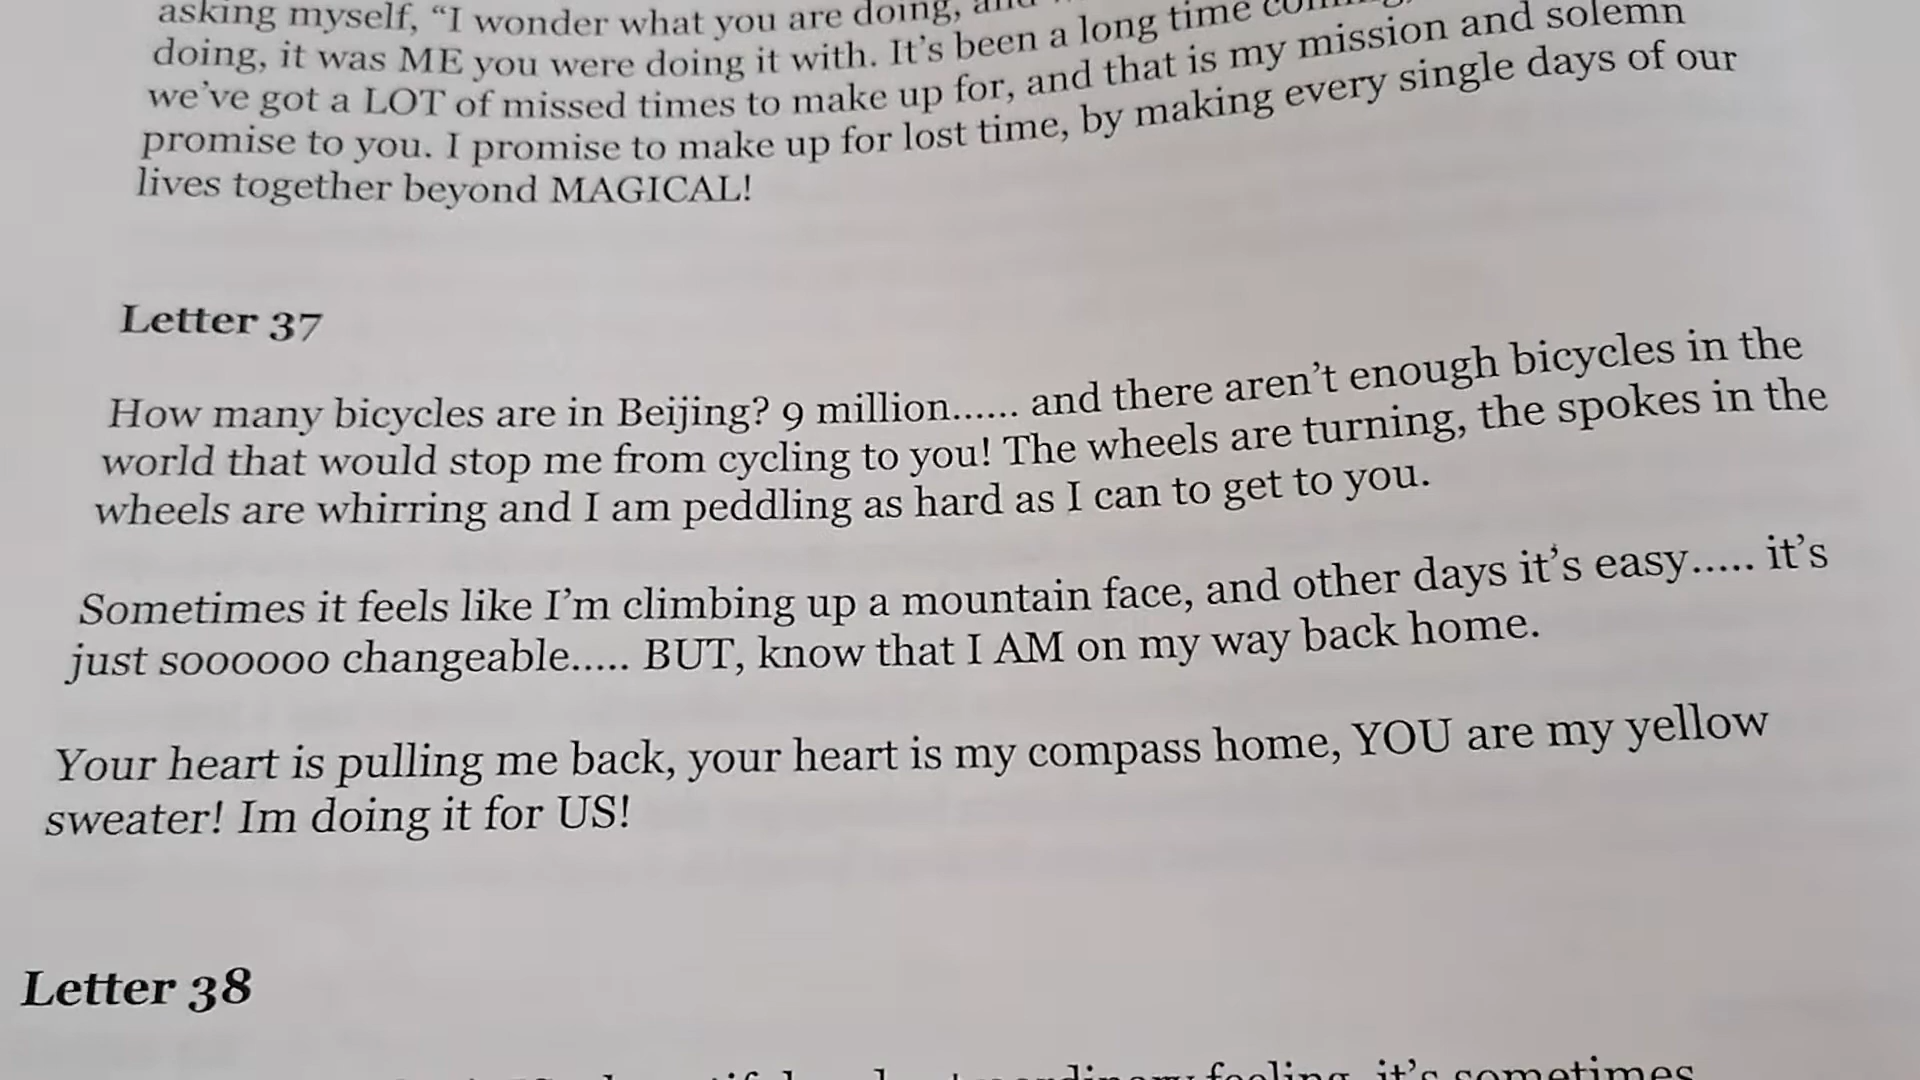 asking myself, “I wonder what you are doing,
doing, it was ME you were doing it with. It’s been a long time
we’ve got a LOT of missed times to make up for, and that is my mission and solemn
promise to you. I promise to make up for lost time, by making every single days of our
lives together beyond MAGICAL!
Letter 37
How many bicycles are in Beijing? 9 million...... and there aren’t enough bicycles in the
world that would stop me from cycling to you! The wheels are turning, the spokes in the
wheels are whirring and I am peddling as hard as I can to get to you.
Sometimes it feels like I’m climbing up a mountain face, and other days it’s easy..... it’s
just soooooo changeable..... BUT, know that I AM on my way back home.
Your heart is pulling me back, your heart is my compass home, YOU are my yellow
sweater! Im doing it for US!
Letter 38
feeling, it’s sometimes